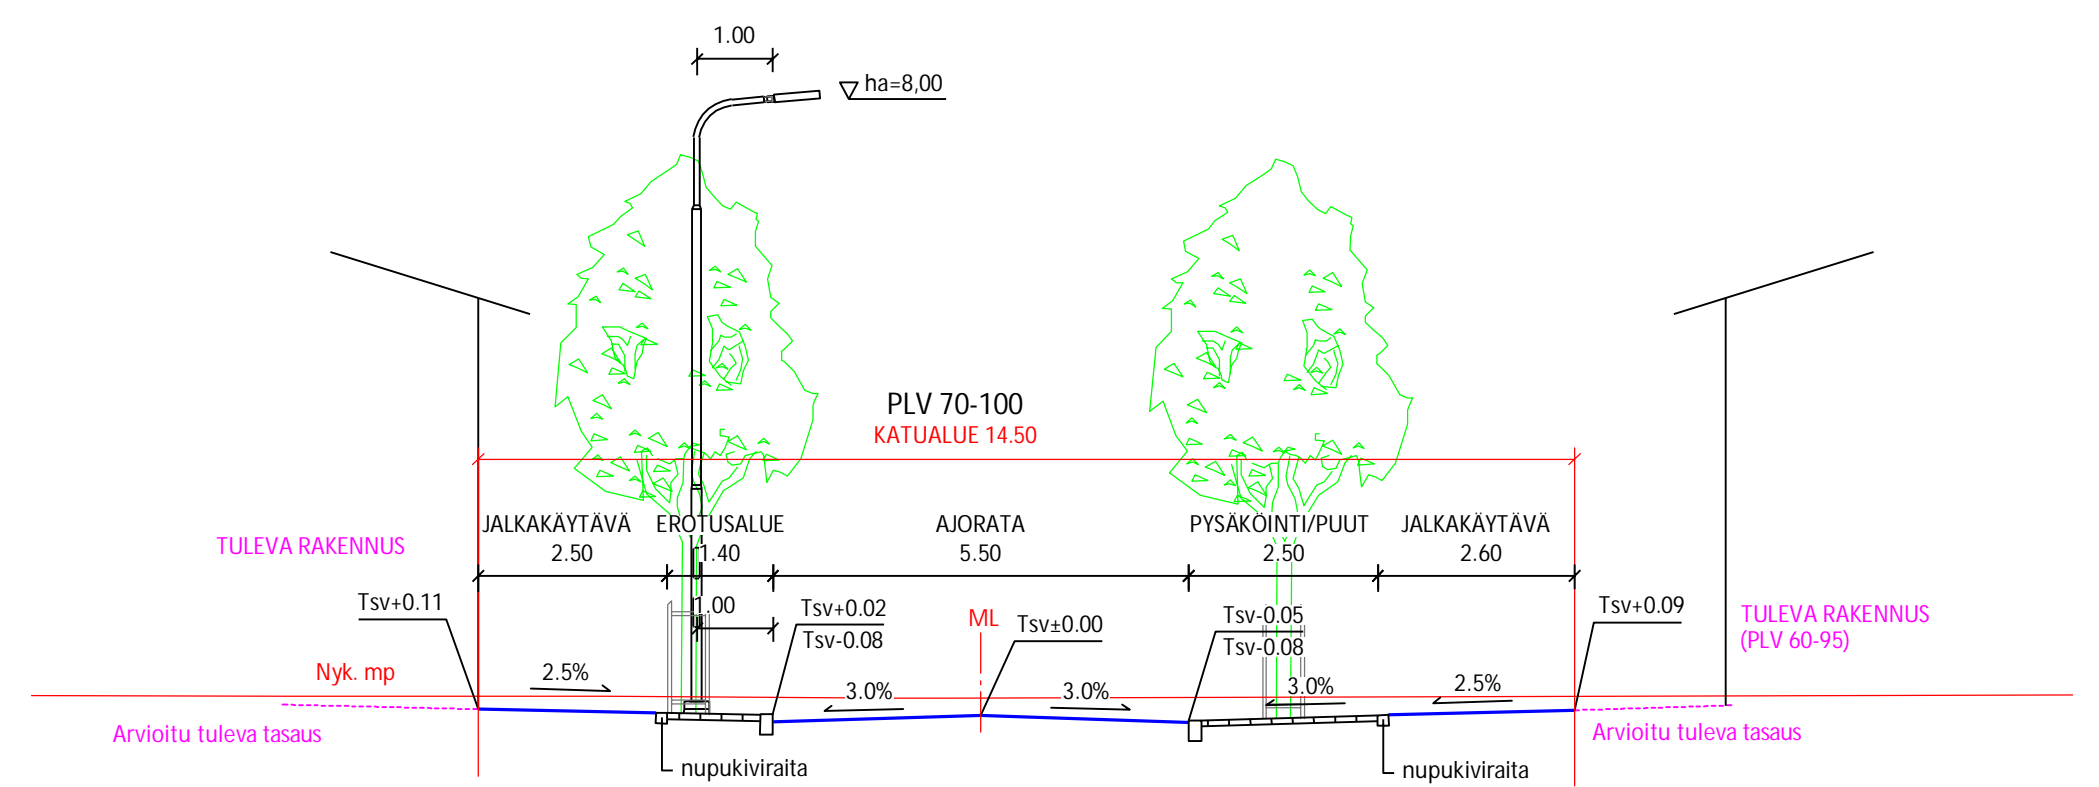 1.00
ha=8,00
PLV 70-100
KATUALUE 14.50
JALKAKÄYTÄVÄ
2.50
EROTUSALUE
1.40
AJORATA
5.50
PYSÄKÖINTI/PUUT
2.50
JALKAKÄYTÄVÄ
2.60
TULEVA RAKENNUS
Tsv+0.11
1.00
Tsv+0.02
Tsv-0.08
ML
Tsv±0.00
Tsv-0.05
Tsv-0.08
Tsv+0.09
TULEVA RAKENNUS
(PLV 60-95)
Nyk. mp
2.5%
3.0%
3.0%
3.0%
2.5%
Arvioitu tuleva tasaus
Arvioitu tuleva tasaus
nupukiviraita
nupukiviraita